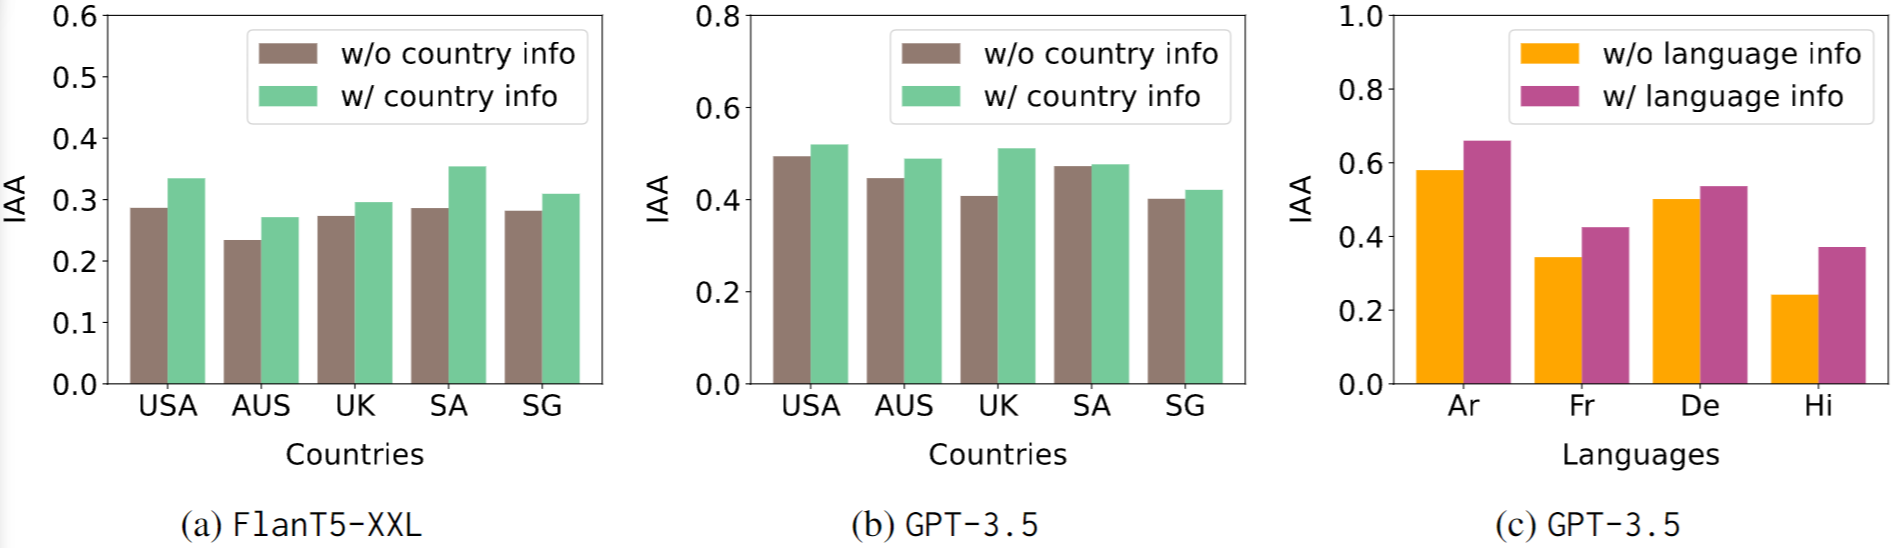 0.6
0.5
0.4
0.3
0.2
0.1
0.0
IAA
w/o country info
w/ country info
USA AUS UK SA SG
Countries
(a) FlanT5-XXL
0.8
0.6
0.4
0.2
0.0
IAA
w/o country info
w/ country info
USA AUS UK SA SG
Countries
(b) GPT-3.5
1.0
0.8
0.6
0.4
0.2
0.0
IAA
w/o language info
w/ language info
Ar Fr De Hi
Languages
(c) GPT-3.5